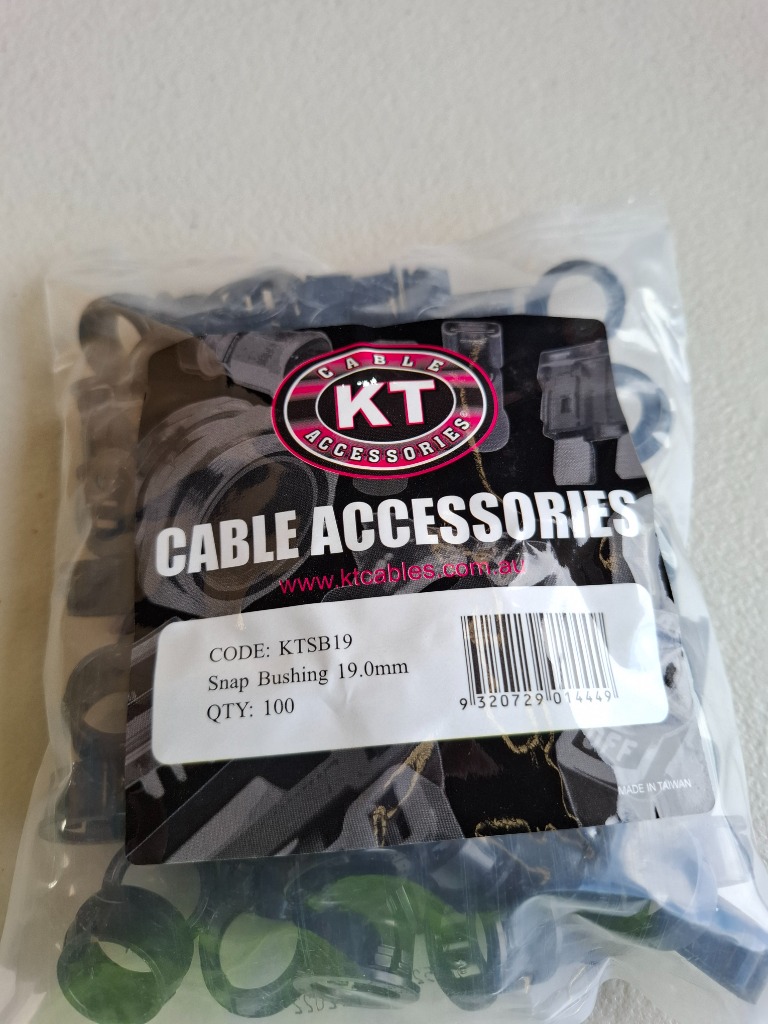 CABLE
KT
ACCESSORIES
CABLE ACCESSORIES
www.ktcables.com.au
CODE: KTSB19
Snap Bushing 19.0mm
QTY: 100
9 320729 014449
OFF
MADE IN TAIWAN